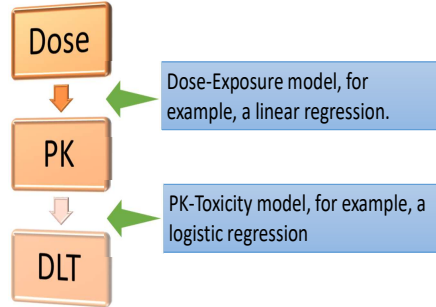 Dose
Dose-Exposure model, for
example, a linear regression.
PK
PK-Toxicity model, for example, a
logistic regression
DLT